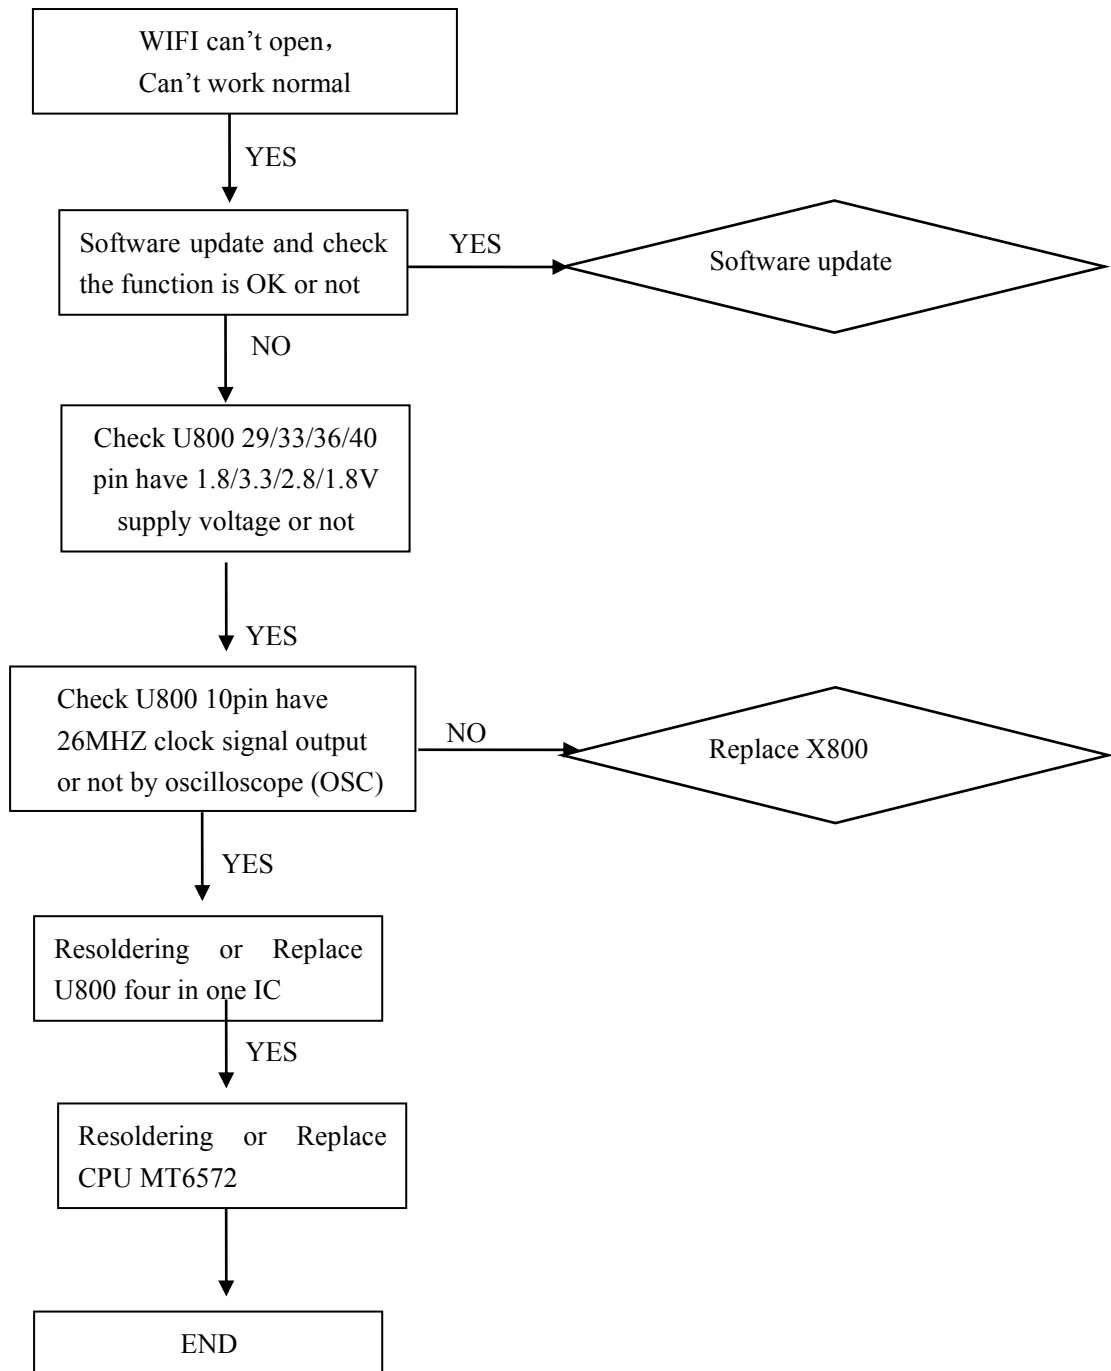 WIFI can’t open，
Can’t work normal
YES
Software update and check
the function is OK or not
YES
Software update
NO
Check U800 29/33/36/40
pin have 1.8/3.3/2.8/1.8V
supply voltage or not
YES
Check U800 10pin have
26MHZ clock signal output
or not by oscilloscope (OSC)
NO
Replace X800
YES
Resoldering or Replace
U800 four in one IC
YES
Resoldering or Replace
CPU MT6572
END